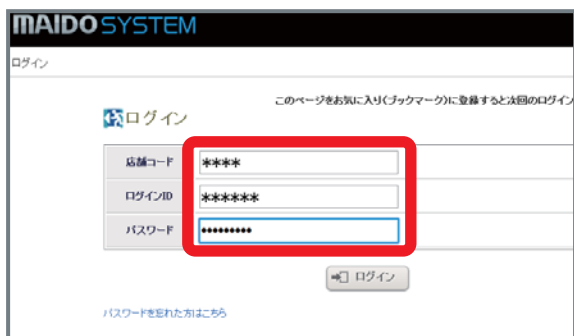 MAIDO SYSTEM
ログイン
このページをお気に入り(ブックマーク)に登録すると次回のログイン
ログイン
店舗コード ****
ログインID ******
パスワード •••••••••
ログイン
パスワードを忘れた方はこちら